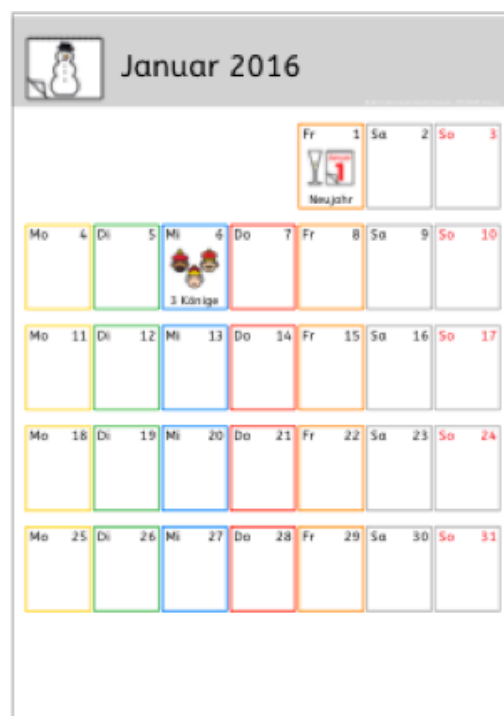 Januar 2016
Fr 1 Sa 2 So 3
Januar
1
Neujahr
Mo 4 Di 5 Mi 6 Do 7 Fr 8 Sa 9 So 10
3 Könige
Mo 11 Di 12 Mi 13 Do 14 Fr 15 Sa 16 So 17
Mo 18 Di 19 Mi 20 Do 21 Fr 22 Sa 23 So 24
Mo 25 Di 26 Mi 27 Do 28 Fr 29 Sa 30 So 31